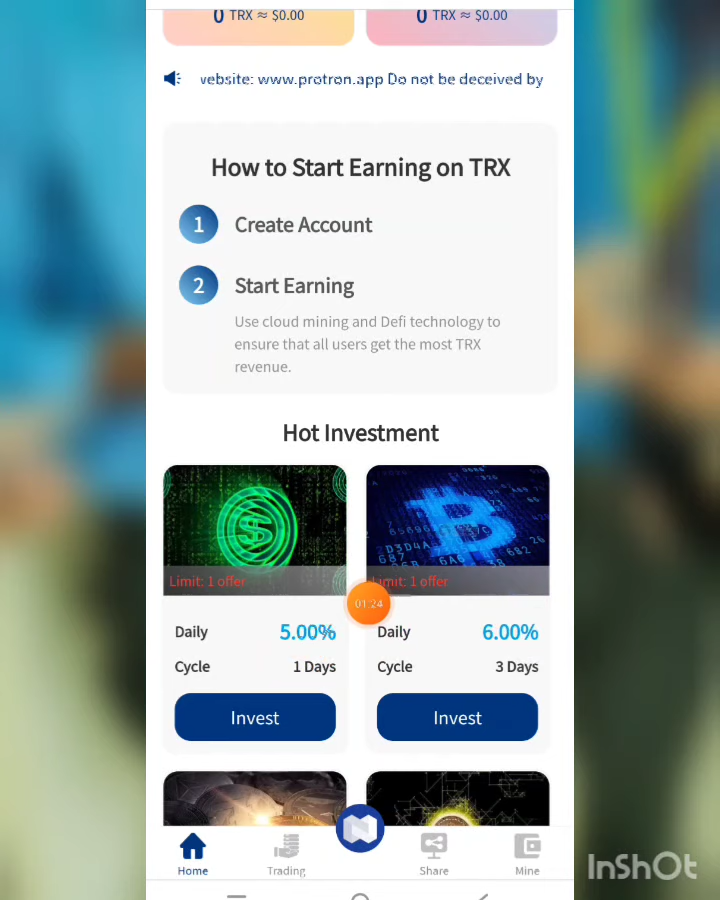 0 TRX ≈ $0.00
0 TRX ≈ $0.00
website: www.protron.app Do not be deceived by
How to Start Earning on TRX
1 Create Account
2 Start Earning
Use cloud mining and Defi technology to
ensure that all users get the most TRX
revenue.
Hot Investment
Limit: 1 offer
Limit: 1 offer
01:24
Daily 5.00%
Cycle 1 Days
Invest
Daily 6.00%
Cycle 3 Days
Invest
Home
Trading
Share
Mine
InShOt